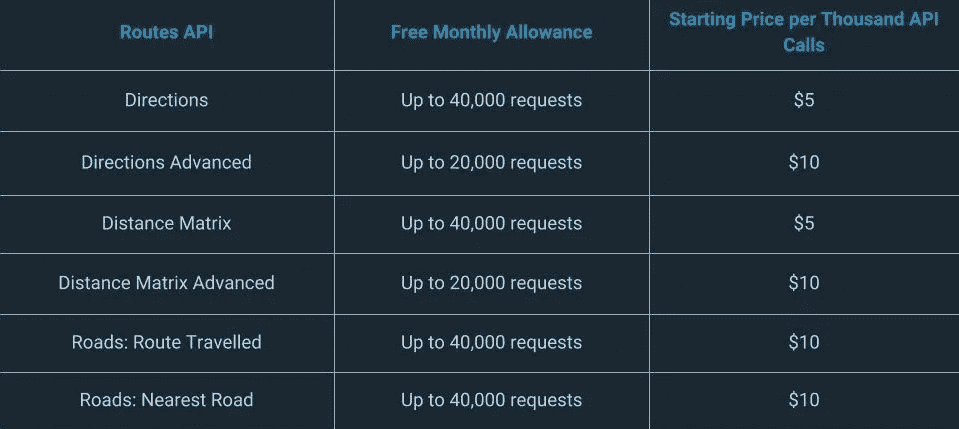 Routes API
Free Monthly Allowance
Starting Price per Thousand API
Calls
Directions
Up to 40,000 requests
$5
Directions Advanced
Up to 20,000 requests
$10
Distance Matrix
Up to 40,000 requests
$5
Distance Matrix Advanced
Up to 20,000 requests
$10
Roads: Route Travelled
Up to 40,000 requests
$10
Roads: Nearest Road
Up to 40,000 requests
$10